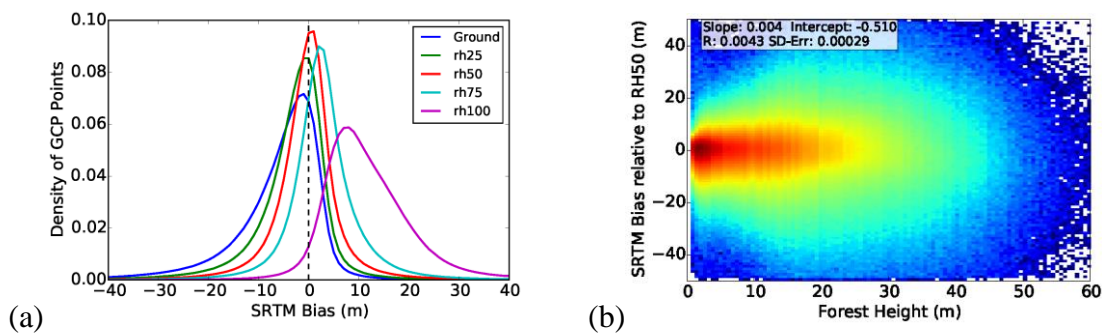 0.10
0.08
0.06
0.04
0.02
0.00
Density of GCP Points
Ground
rh25
rh50
rh75
rh100
−40 −30 −20 −10 0 10 20 30 40
SRTM Bias (m)
(a)
Slope: 0.004 Intercept: -0.510
R: 0.0043 SD-Err: 0.00029
40
20
0
−20
−40
SRTM Bias relative to RH50 (m)
0 10 20 30 40 50 60
Forest Height (m)
(b)